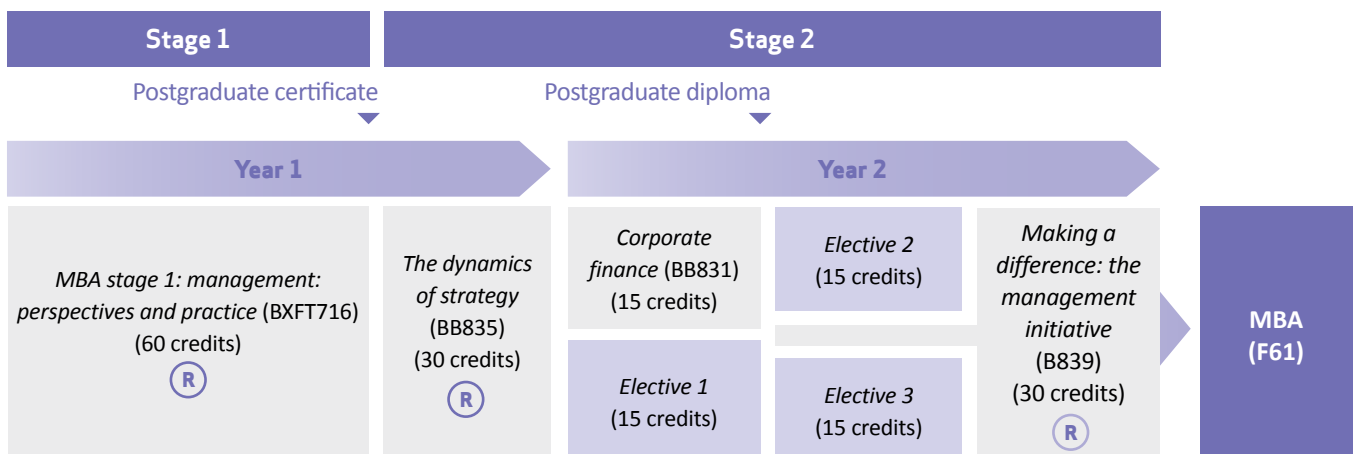 Stage 1
Stage 2
Postgraduate certificate
Postgraduate diploma
Year 1
Year 2
MBA stage 1: management:
perspectives and practice (BXFT716)
(60 credits)
R
The dynamics
of strategy
(BB835)
(30 credits)
R
Corporate
finance (BB831)
(15 credits)
Elective 1
(15 credits)
Elective 2
(15 credits)
Elective 3
(15 credits)
Making a
difference: the
management
initiative
(B839)
(30 credits)
R
MBA
(F61)